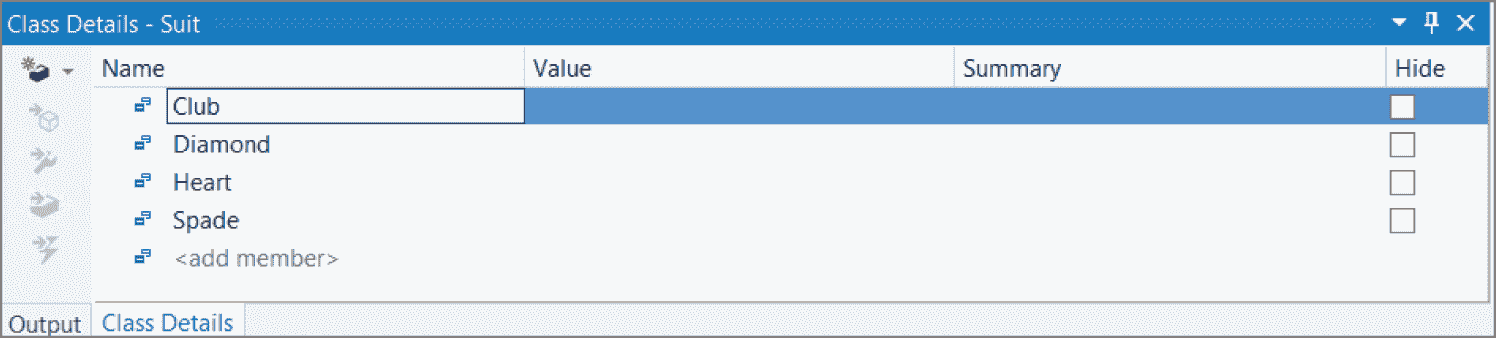 Class Details - Suit
Name Value Summary Hide
Club
Diamond
Heart
Spade
<add member>
Output Class Details